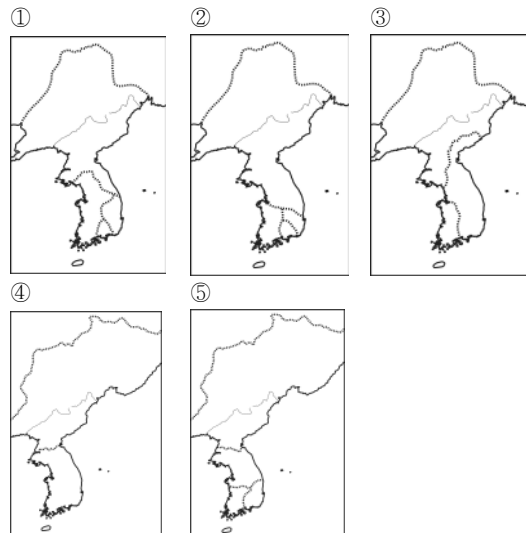 ① ② ③
④ ⑤